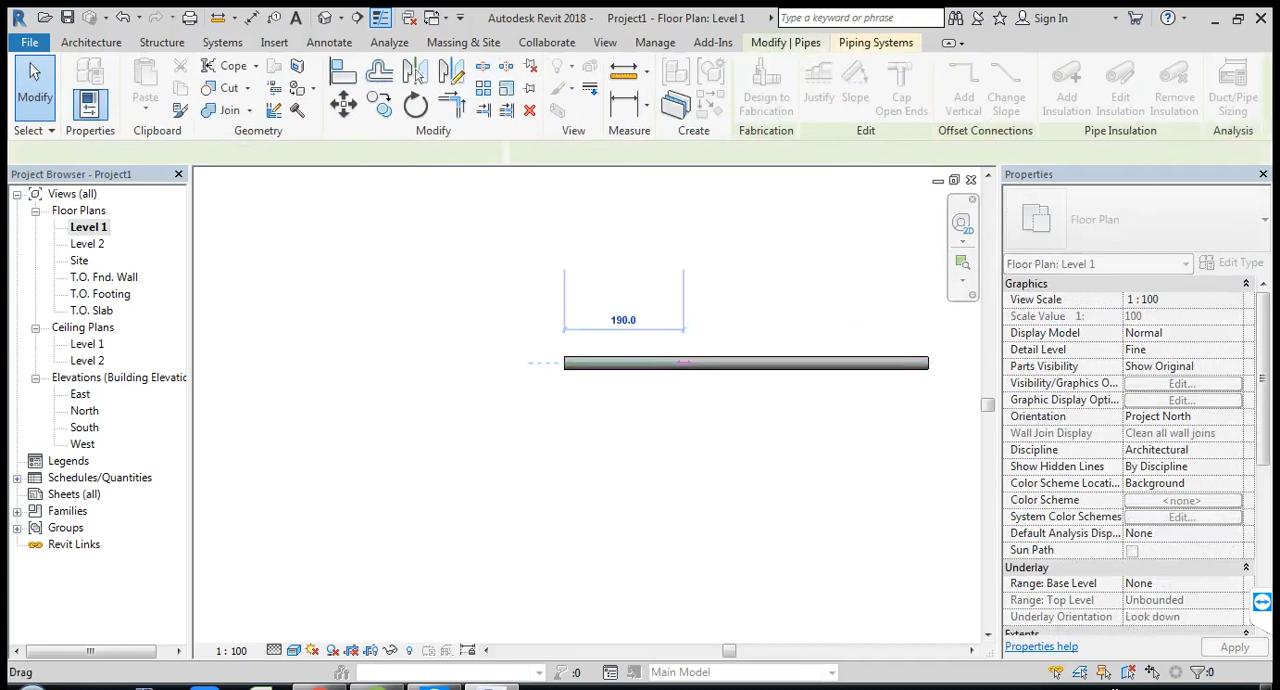 Autodesk Revit 2018 - Project1 - Floor Plan: Level 1
Type a keyword or phrase
Sign In
File Architecture Structure Systems Insert Annotate Analyze Massing & Site Collaborate View Manage Add-Ins Modify | Pipes Piping Systems
Modify
Paste
Cope
Cut
Join
Design to Fabrication
Justify
Slope
Cap Open Ends
Add Vertical
Change Slope
Add Insulation
Edit Insulation
Remove Insulation
Duct/Pipe Sizing
Select Properties Clipboard Geometry Modify View Measure Create Fabrication Edit Offset Connections Pipe Insulation Analysis
Project Browser - Project1
Views (all)
Floor Plans
Level 1
Level 2
Site
T.O. Fnd. Wall
T.O. Footing
T.O. Slab
Ceiling Plans
Level 1
Level 2
Elevations (Building Elevatic
East
North
South
West
Legends
Schedules/Quantities
Sheets (all)
Families
Groups
Revit Links
190.0
2D
Properties
Floor Plan
Floor Plan: Level 1 Edit Type
Graphics
View Scale 1 : 100
Scale Value 1: 100
Display Model Normal
Detail Level Fine
Parts Visibility Show Original
Visibility/Graphics O... Edit...
Graphic Display Opti... Edit...
Orientation Project North
Wall Join Display Clean all wall joins
Discipline Architectural
Show Hidden Lines By Discipline
Color Scheme Locati... Background
Color Scheme <none>
System Color Schemes Edit...
Default Analysis Disp... None
Sun Path
Underlay
Range: Base Level None
Range: Top Level Unbounded
Underlay Orientation Look down
Extents
Properties help Apply
1 : 100
Drag
:0
Main Model
:0